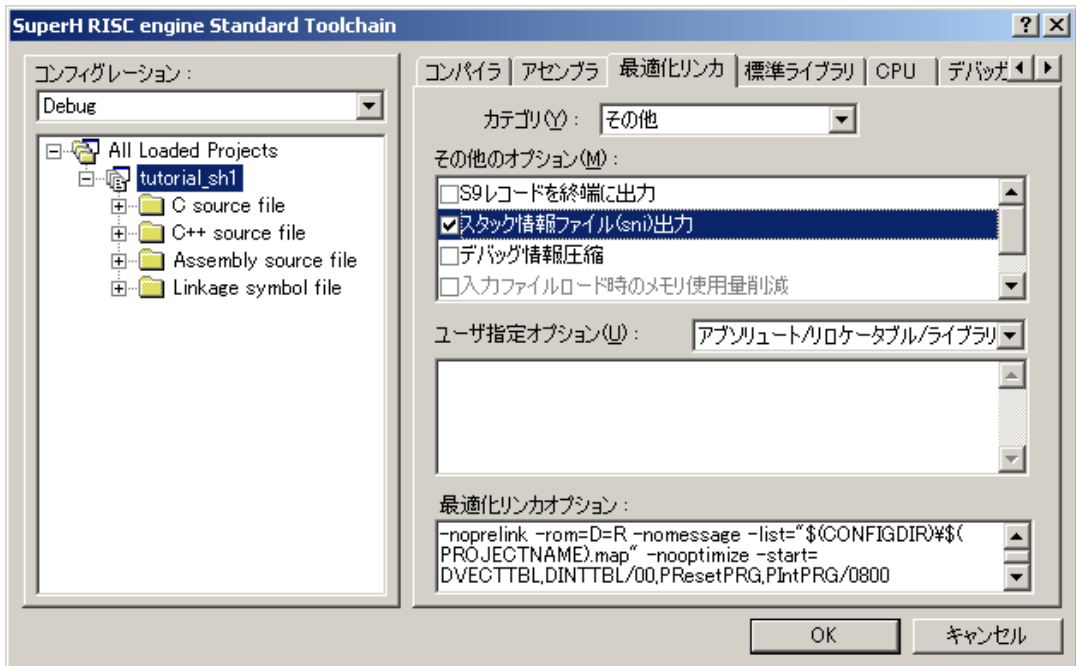 SuperH RISC engine Standard Toolchain
コンフィグレーション :
Debug
All Loaded Projects
tutorial_sh1
C source file
C++ source file
Assembly source file
Linkage symbol file
コンパイラ アセンブラ 最適化リンカ 標準ライブラリ CPU デバッガ
カテゴリ(Y) : その他
その他のオプション(M) :
S9レコードを終端に出力
スタック情報ファイル(sni)出力
デバッグ情報圧縮
入力ファイルロード時のメモリ使用量削減
ユーザ指定オプション(U) : アブソリュート/リロケータブル/ライブラリ
最適化リンカオプション :
-noprelink -rom=D=R -nomessage -list="$(CONFIGDIR)¥$(
PROJECTNAME).map" -nooptimize -start=
DVECTTBL,DINTTBL/00,PResetPRG,PIntPRG/0800
OK キャンセル